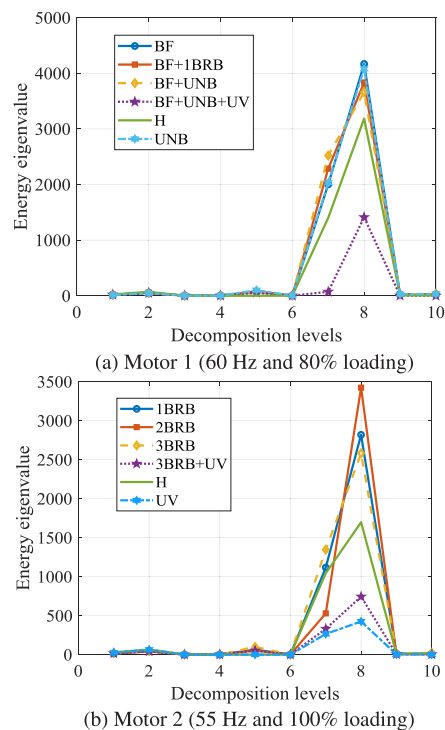 5000
4000
3000
2000
1000
0
Energy eigenvalue
BF
BF+1BRB
BF+UNB
BF+UNB+UV
H
UNB
0 2 4 6 8 10
Decomposition levels
(a) Motor 1 (60 Hz and 80% loading)
3500
3000
2500
2000
1500
1000
500
0
Energy eigenvalue
1BRB
2BRB
3BRB
3BRB+UV
H
UV
0 2 4 6 8 10
Decomposition levels
(b) Motor 2 (55 Hz and 100% loading)